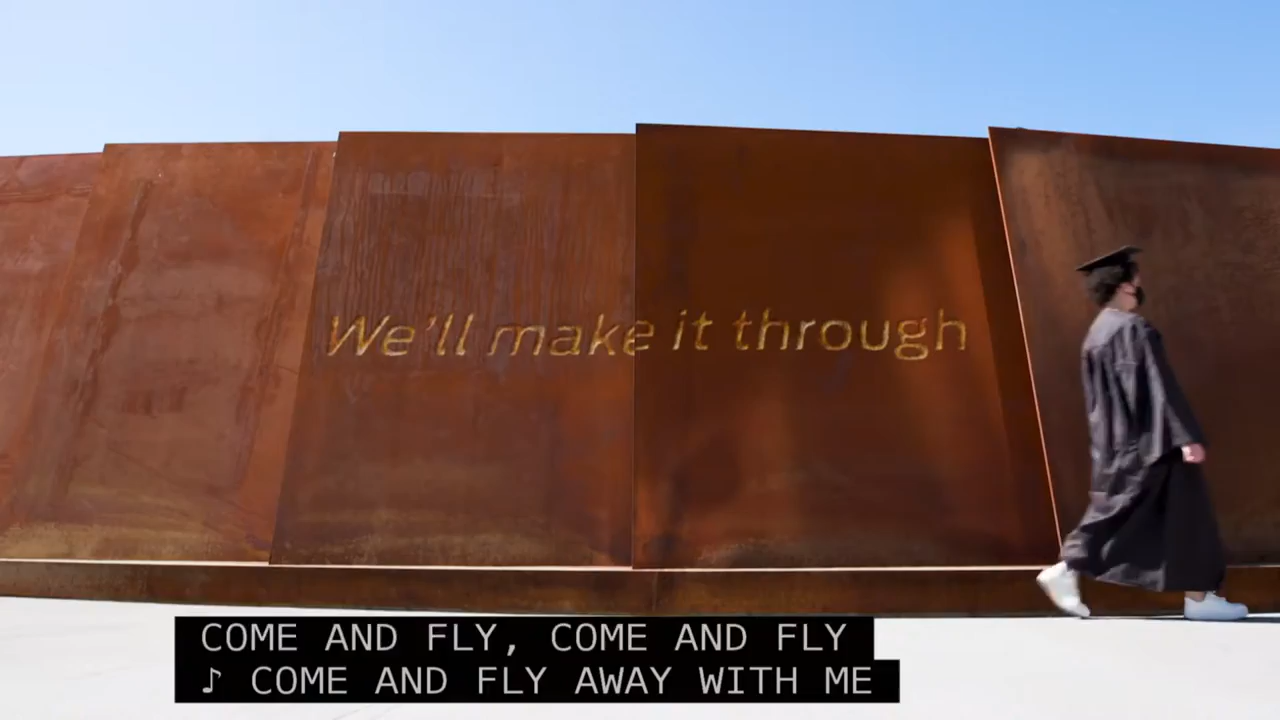 We'll make it through
COME AND FLY, COME AND FLY
♪ COME AND FLY AWAY WITH ME